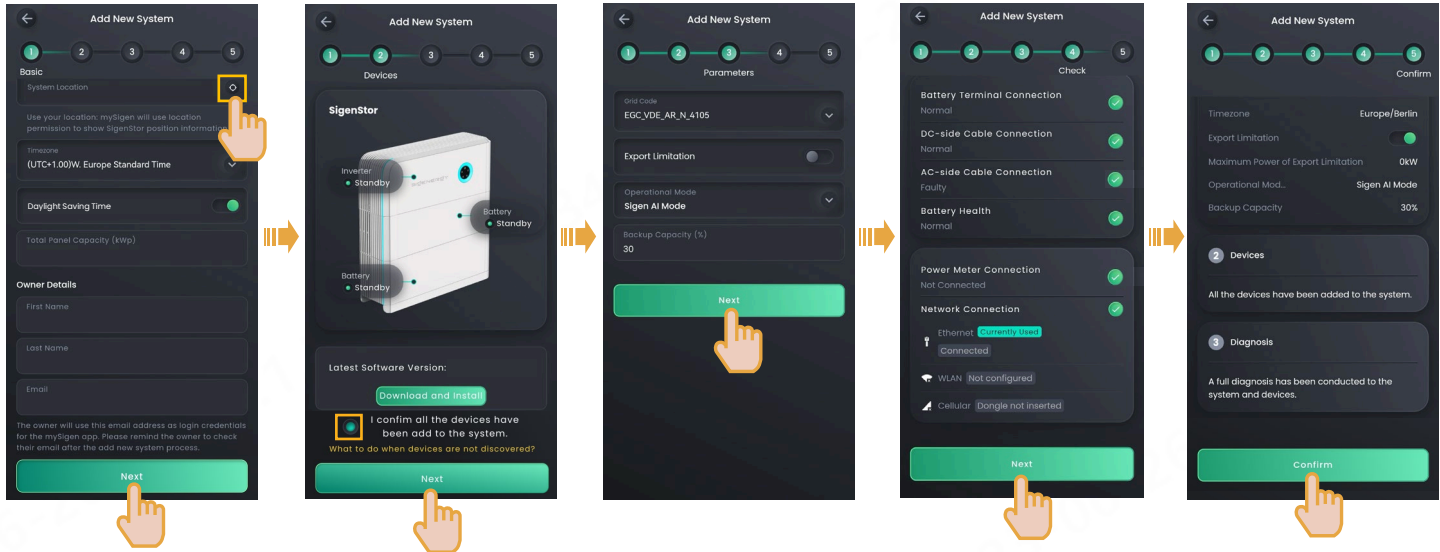 Add New System
1
2
3
4
5
Basic
System Location
Use your location: mySigen will use location
permission to show SigenStor position information
Timezone
(UTC+1.00)W. Europe Standard Time
Daylight Saving Time
Total Panel Capacity (kWp)
Owner Details
First Name
Last Name
Email
The owner will use this email address as login credentials
for the mySigen app. Please remind the owner to check
their email after the add new system process.
Next
Add New System
1
2
3
4
5
Devices
SigenStor
Inverter
Standby
Battery
Standby
Battery
Standby
Latest Software Version:
Download and Install
I confim all the devices have
been add to the system.
What to do when devices are not discovered?
Next
Add New System
1
2
3
4
5
Parameters
Grid Code
EGC_VDE_AR_N_4105
Export Limitation
Operational Mode
Sigen AI Mode
Backup Capacity (%)
30
Next
Add New System
1
2
3
4
5
Check
Battery Terminal Connection
Normal
DC-side Cable Connection
Normal
AC-side Cable Connection
Faulty
Battery Health
Normal
Power Meter Connection
Not Connected
Network Connection
Ethernet Currently Used
Connected
WLAN Not configured
Cellular Dongle not inserted
Next
Add New System
1
2
3
4
5
Confirm
Timezone Europe/Berlin
Export Limitation
Maximum Power of Export Limitation 0kW
Operational Mod... Sigen AI Mode
Backup Capacity 30%
2 Devices
All the devices have been added to the system.
3 Diagnosis
A full diagnosis has been conducted to the
system and devices.
Confirm